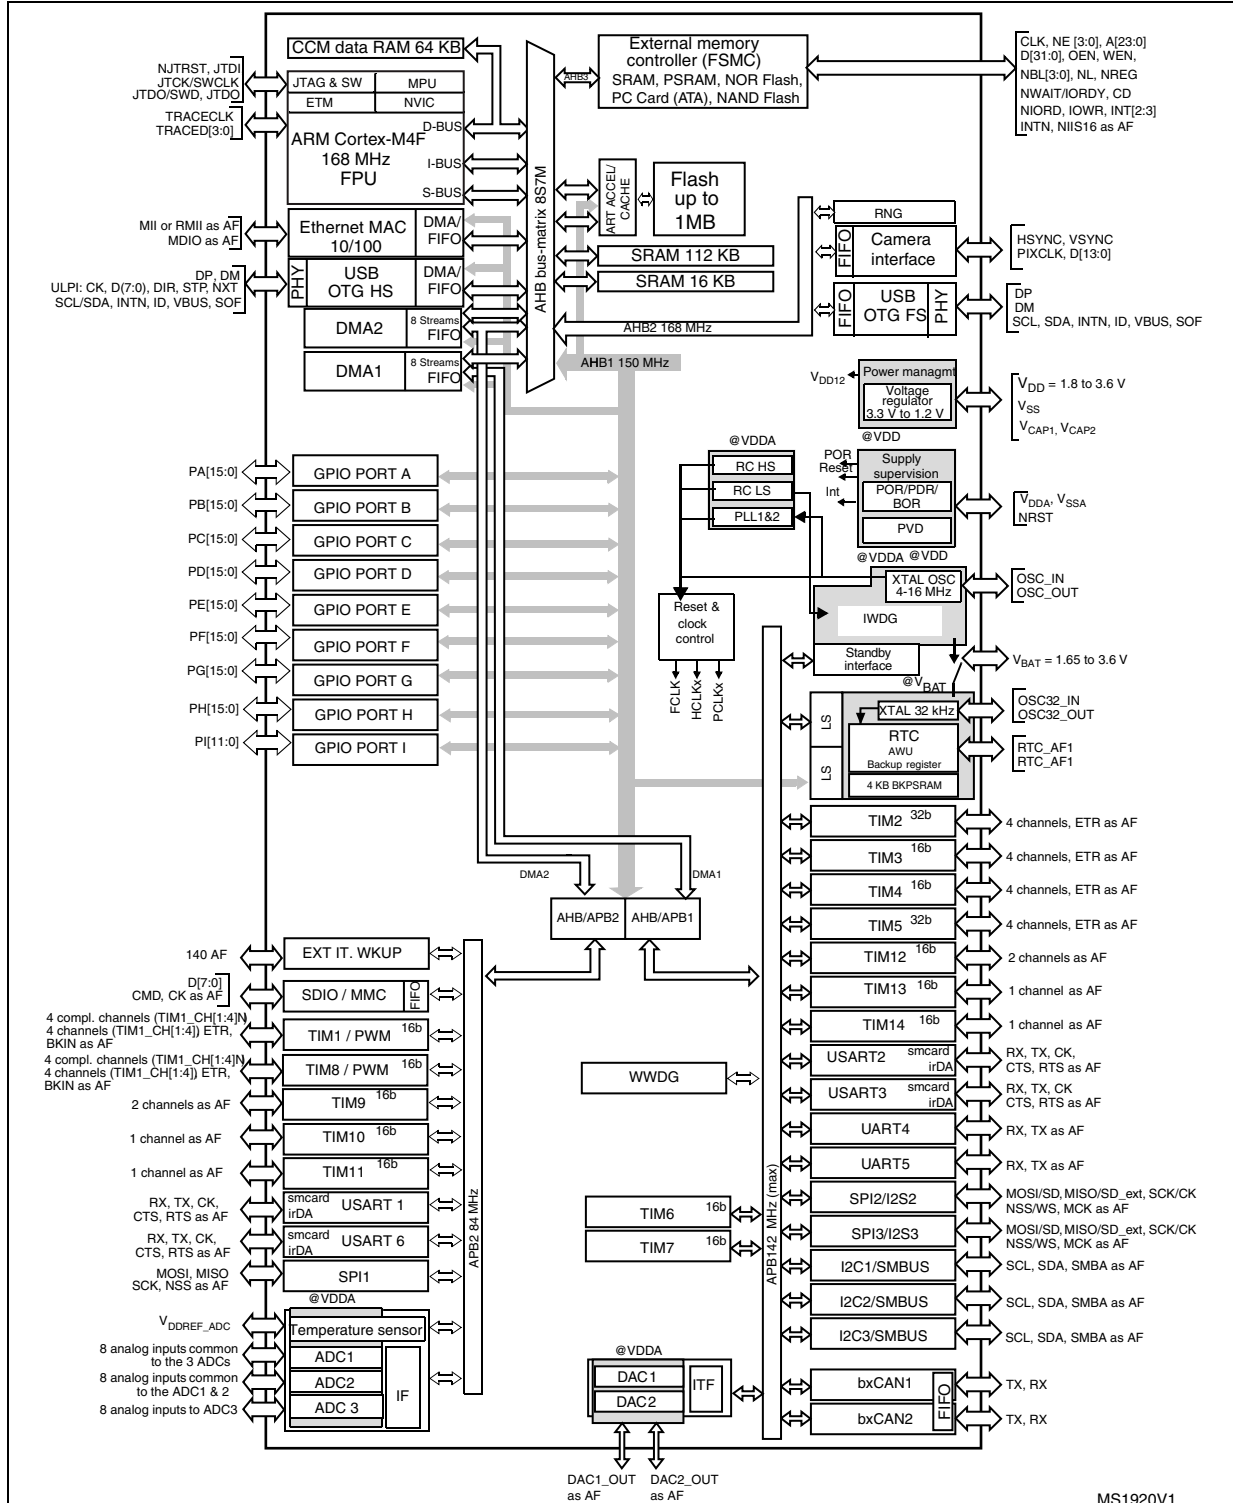 CCM data RAM 64 KB
External memory
controller (FSMC)
SRAM, PSRAM, NOR Flash,
PC Card (ATA), NAND Flash
AHB3
CLK, NE [3:0], A[23:0]
D[31:0], OEN, WEN,
NBL[3:0], NL, NREG
NWAIT/IORDY, CD
NIORD, IOWR, INT[2:3]
INTN, NIIS16 as AF
NJTRST, JTDI
JTCK/SWCLK
JTDO/SWD, JTDO
JTAG & SW
MPU
ETM
NVIC
TRACECLK
TRACED[3:0]
ARM Cortex-M4F
168 MHz
FPU
D-BUS
I-BUS
S-BUS
AHB bus-matrix 8S7M
ART ACCEL/
CACHE
Flash
up to
1MB
SRAM 112 KB
SRAM 16 KB
RNG
FIFO
Camera
interface
HSYNC, VSYNC
PIXCLK, D[13:0]
FIFO
USB
OTG FS
PHY
DP
DM
SCL, SDA, INTN, ID, VBUS, SOF
AHB2 168 MHz
AHB1 150 MHz
MII or RMII as AF
MDIO as AF
Ethernet MAC
10/100
DMA/
FIFO
DP, DM
ULPI: CK, D(7:0), DIR, STP, NXT
SCL/SDA, INTN, ID, VBUS, SOF
PHY
USB
OTG HS
DMA/
FIFO
DMA2
8 Streams
FIFO
DMA1
8 Streams
FIFO
VDD12
Power managmt
Voltage
regulator
3.3 V to 1.2 V
@VDD
VDD = 1.8 to 3.6 V
VSS
VCAP1, VCAP2
@VDDA
RC HS
RC LS
PLL1&2
POR
Reset
Int
Supply
supervision
POR/PDR/
BOR
PVD
@VDDA @VDD
VDDA, VSSA
NRST
PA[15:0]
GPIO PORT A
PB[15:0]
GPIO PORT B
PC[15:0]
GPIO PORT C
PD[15:0]
GPIO PORT D
PE[15:0]
GPIO PORT E
PF[15:0]
GPIO PORT F
PG[15:0]
GPIO PORT G
PH[15:0]
GPIO PORT H
PI[11:0]
GPIO PORT I
Reset &
clock
control
FCLK
HCLKx
PCLKx
XTAL OSC
4-16 MHz
IWDG
OSC_IN
OSC_OUT
Standby
interface
@VBAT
VBAT = 1.65 to 3.6 V
LS
LS
XTAL 32 kHz
RTC
AWU
Backup register
4 KB BKPSRAM
OSC32_IN
OSC32_OUT
RTC_AF1
RTC_AF1
DMA2
DMA1
AHB/APB2
AHB/APB1
TIM2 32b
4 channels, ETR as AF
TIM3 16b
4 channels, ETR as AF
TIM4 16b
4 channels, ETR as AF
TIM5 32b
4 channels, ETR as AF
TIM12 16b
2 channels as AF
TIM13 16b
1 channel as AF
TIM14 16b
1 channel as AF
USART2 smcard
irDA
RX, TX, CK,
CTS, RTS as AF
USART3 smcard
irDA
RX, TX, CK
CTS, RTS as AF
UART4
RX, TX as AF
UART5
RX, TX as AF
SPI2/I2S2
MOSI/SD, MISO/SD_ext, SCK/CK
NSS/WS, MCK as AF
SPI3/I2S3
MOSI/SD, MISO/SD_ext, SCK/CK
NSS/WS, MCK as AF
I2C1/SMBUS
SCL, SDA, SMBA as AF
I2C2/SMBUS
SCL, SDA, SMBA as AF
I2C3/SMBUS
SCL, SDA, SMBA as AF
bxCAN1
TX, RX
bxCAN2
TX, RX
FIFO
APB142 MHz (max)
WWDG
TIM6 16b
TIM7 16b
@VDDA
DAC1
DAC2
ITF
DAC1_OUT
as AF
DAC2_OUT
as AF
140 AF
EXT IT. WKUP
D[7:0]
CMD, CK as AF
SDIO / MMC
FIFO
4 compl. channels (TIM1_CH[1:4]N
4 channels (TIM1_CH[1:4]) ETR,
BKIN as AF
TIM1 / PWM 16b
4 compl. channels (TIM1_CH[1:4]N
4 channels (TIM1_CH[1:4]) ETR,
BKIN as AF
TIM8 / PWM 16b
2 channels as AF
TIM9 16b
1 channel as AF
TIM10 16b
1 channel as AF
TIM11 16b
RX, TX, CK,
CTS, RTS as AF
smcard
irDA
USART 1
RX, TX, CK,
CTS, RTS as AF
smcard
irDA
USART 6
MOSI, MISO
SCK, NSS as AF
SPI1
APB2 84 MHz
@VDDA
VDDREF_ADC
Temperature sensor
8 analog inputs common
to the 3 ADCs
ADC1
8 analog inputs common
to the ADC1 & 2
ADC2
8 analog inputs to ADC3
ADC 3
IF
MS1920V1